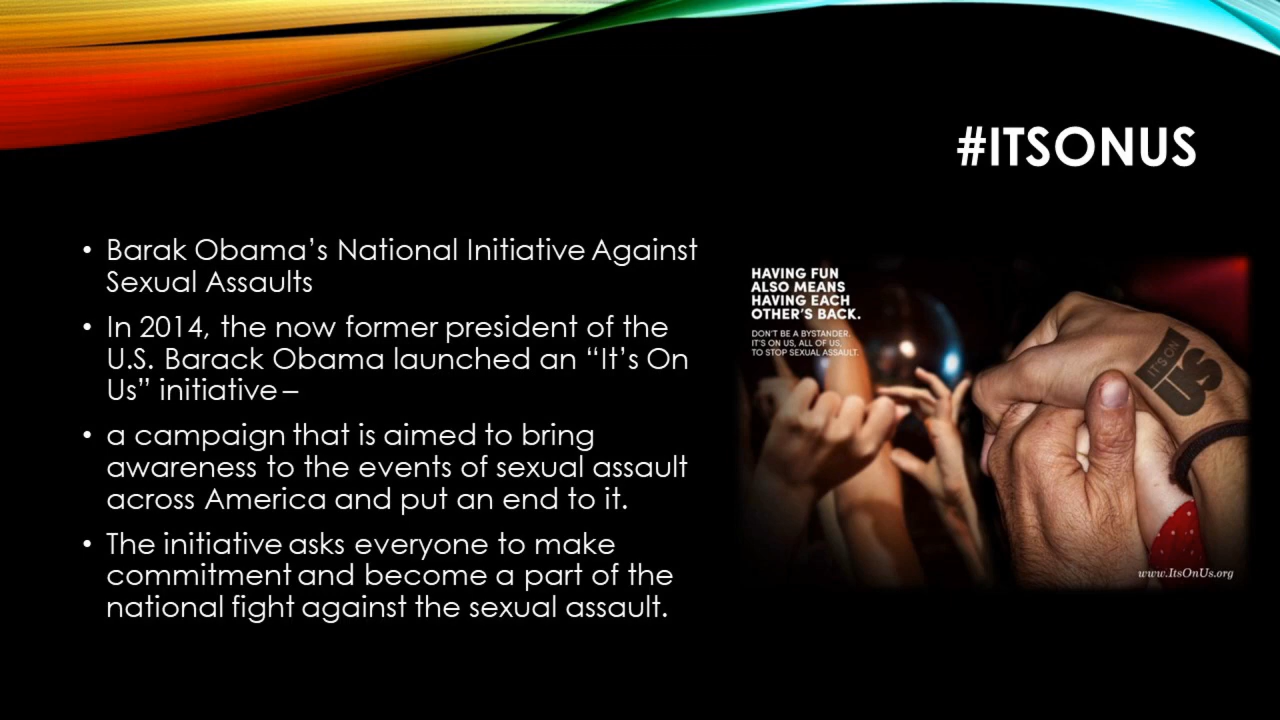 #ITSONUS
• Barak Obama’s National Initiative Against
Sexual Assaults
• In 2014, the now former president of the
U.S. Barack Obama launched an “It’s On
Us” initiative –
• a campaign that is aimed to bring
awareness to the events of sexual assault
across America and put an end to it.
• The initiative asks everyone to make
commitment and become a part of the
national fight against the sexual assault.
HAVING FUN
ALSO MEANS
HAVING EACH
OTHER’S BACK.
DON’T BE A BYSTANDER.
IT’S ON US, ALL OF US,
TO STOP SEXUAL ASSAULT.
IT’S ON
US
www.ItsOnUs.org